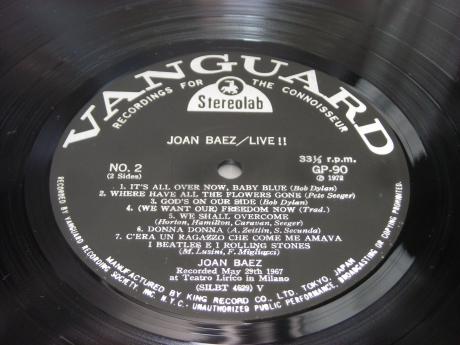 VANGUARD
RECORDINGS FOR THE CONNOISSEUR
Stereolab
JOAN BAEZ/LIVE!!
NO. 2
(2 Sides)
33⅓ r.p.m.
GP-90
Ⓟ 1972
1. IT'S ALL OVER NOW, BABY BLUE (Bob Dylan)
2. WHERE HAVE ALL THE FLOWERS GONE (Pete Seeger)
3. GOD'S ON OUR SIDE (Bob Dylan)
4. (WE WANT OUR) FREEDOM NOW (Trad.)
5. WE SHALL OVERCOME
(Horton, Hamilton, Caravan, Seeger)
6. DONNA DONNA (A. Zeitlin, S. Secunda)
7. C'ERA UN RAGAZZO CHE COME ME AMAVA
I BEATLES E I ROLLING STONES
(M. Lusini, F. Migliacci)
JOAN BAEZ
Recorded May 29th 1967
at Teatro Lirico in Milano
(SILBT 4629) V
RECORDED BY VANGUARD RECORDING SOCIETY, INC. N.Y.C.-UNAUTHORIZED PUBLIC PERFORMANCE, BROADCASTING OR COPYING PROHIBITED.
MANUFACTURED BY KING RECORD CO., LTD. TOKYO, JAPAN